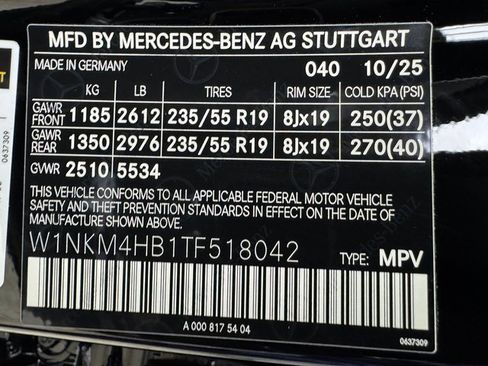 MFD BY MERCEDES-BENZ AG STUTTGART
MADE IN GERMANY 040 10/25
KG LB TIRES RIM SIZE COLD KPA (PSI)
GAWR FRONT 1185 2612 235/55 R19 8Jx19 250(37)
GAWR REAR 1350 2976 235/55 R19 8Jx19 270(40)
GVWR 2510 5534
THIS VEHICLE CONFORMS TO ALL APPLICABLE FEDERAL MOTOR VEHICLE
SAFETY AND THEFT PREVENTION STANDARDS IN EFFECT ON THE DATE OF
MANUFACTURE SHOWN ABOVE.
W1NKM4HB1TF518042
TYPE: MPV
A 000 817 54 04
0637309
0637309